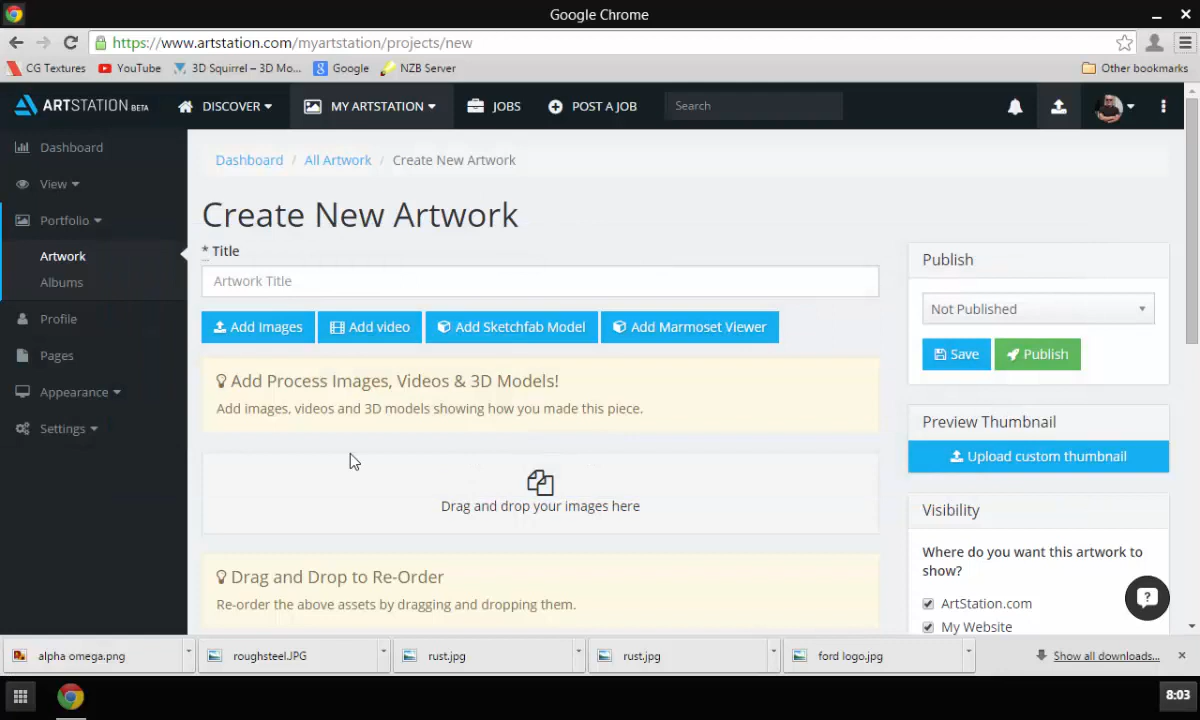 Google Chrome
https://www.artstation.com/myartstation/projects/new
CG Textures
YouTube
3D Squirrel – 3D Mo...
Google
NZB Server
Other bookmarks
ARTSTATION BETA
DISCOVER
MY ARTSTATION
JOBS
POST A JOB
Search
Dashboard
View
Portfolio
Artwork
Albums
Profile
Pages
Appearance
Settings
Dashboard / All Artwork / Create New Artwork
Create New Artwork
* Title
Artwork Title
Add Images
Add video
Add Sketchfab Model
Add Marmoset Viewer
Add Process Images, Videos & 3D Models!
Add images, videos and 3D models showing how you made this piece.
Drag and drop your images here
Drag and Drop to Re-Order
Re-order the above assets by dragging and dropping them.
Publish
Not Published
Save
Publish
Preview Thumbnail
Upload custom thumbnail
Visibility
Where do you want this artwork to
show?
ArtStation.com
My Website
alpha omega.png
roughsteel.JPG
rust.jpg
rust.jpg
ford logo.jpg
Show all downloads...
8:03